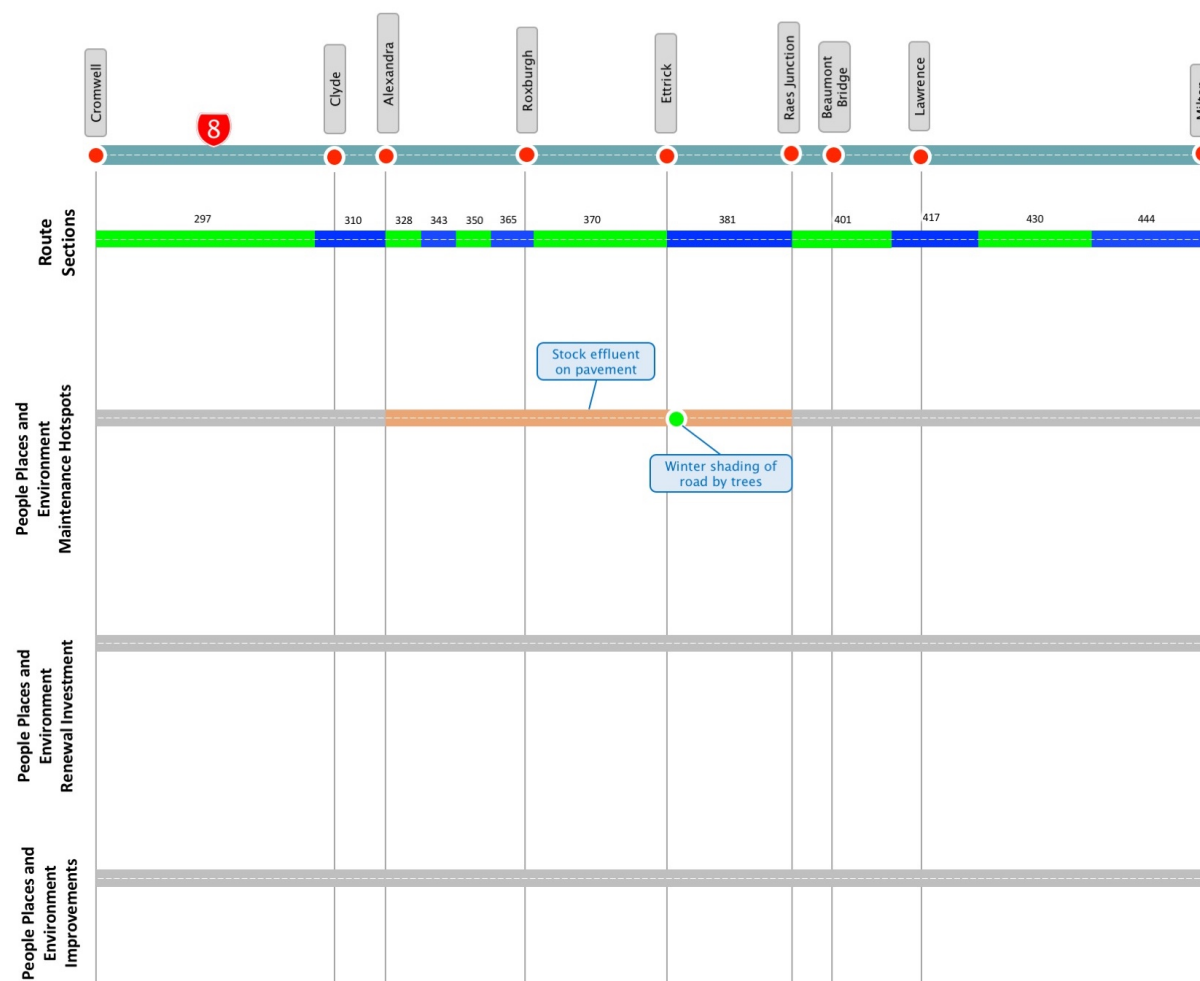 Cromwell
Clyde
Alexandra
Roxburgh
Ettrick
Raes Junction
Beaumont
Bridge
Lawrence
8
Route
Sections
297
310
328
343
350
365
370
381
401
417
430
444
People Places and
Environment
Maintenance Hotspots
Stock effluent
on pavement
Winter shading of
road by trees
People Places and
Environment
Renewal Investment
People Places and
Environment
Improvements